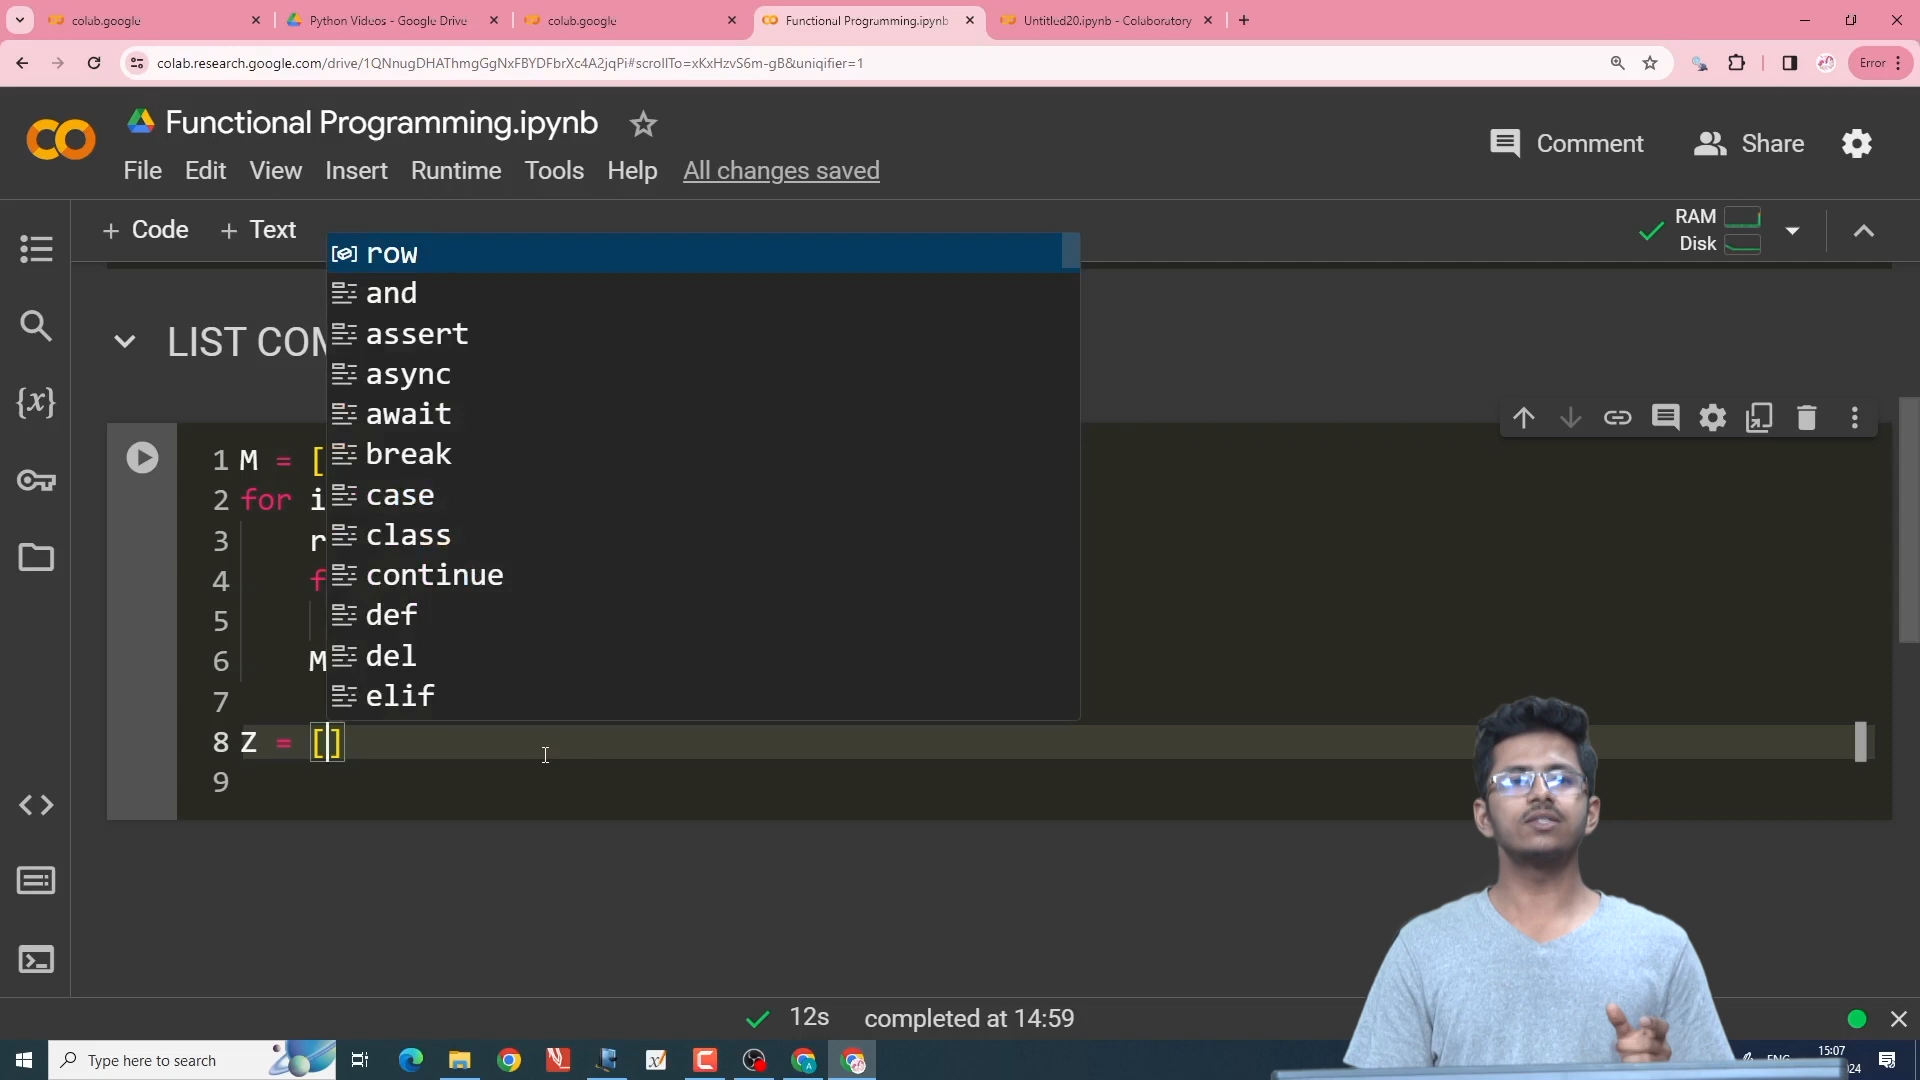 colab.google
Python Videos - Google Drive
colab.google
Functional Programming.ipynb
Untitled20.ipynb - Colaboratory
colab.research.google.com/drive/1QNnugDHAThmgGgNxFBYDFbrXc4A2jqPi#scrollTo=xKxHzvS6m-gB&uniqifier=1
Error
Functional Programming.ipynb
Comment
Share
File Edit View Insert Runtime Tools Help All changes saved
+ Code + Text
RAM
Disk
row
and
LIST COM
assert
async
await
break
case
class
continue
def
del
elif
1 M = [
2 for i
3 r
4 f
5
6 M
7
8 Z = []
9
12s completed at 14:59
Type here to search
ENG
15:07
24